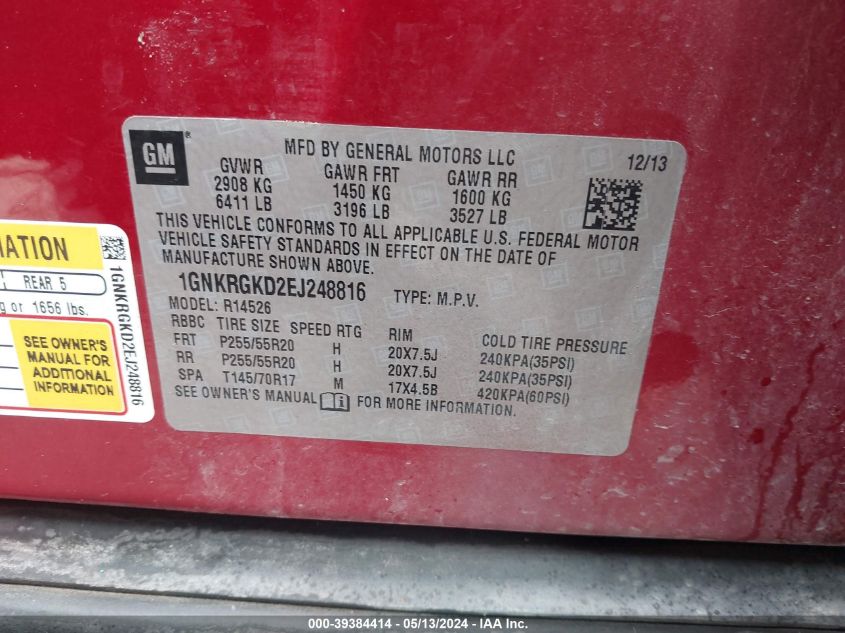 GM
MFD BY GENERAL MOTORS LLC
12/13
GVWR GAWR FRT GAWR RR
2908 KG 1450 KG 1600 KG
6411 LB 3196 LB 3527 LB
THIS VEHICLE CONFORMS TO ALL APPLICABLE U.S. FEDERAL MOTOR
VEHICLE SAFETY STANDARDS IN EFFECT ON THE DATE OF
MANUFACTURE SHOWN ABOVE.
1GNKRGKD2EJ248816 TYPE: M.P.V.
MODEL: R14526
RBBC TIRE SIZE SPEED RTG RIM COLD TIRE PRESSURE
FRT P255/55R20 H 20X7.5J 240KPA(35PSI)
RR P255/55R20 H 20X7.5J 240KPA(35PSI)
SPA T145/70R17 M 17X4.5B 420KPA(60PSI)
SEE OWNER'S MANUAL FOR MORE INFORMATION.
MATION
REAR 5
or 1656 lbs.
SEE OWNER'S
MANUAL FOR
ADDITIONAL
INFORMATION
1GNKRGKD2EJ248816
000-39384414 - 05/13/2024 - IAA Inc.